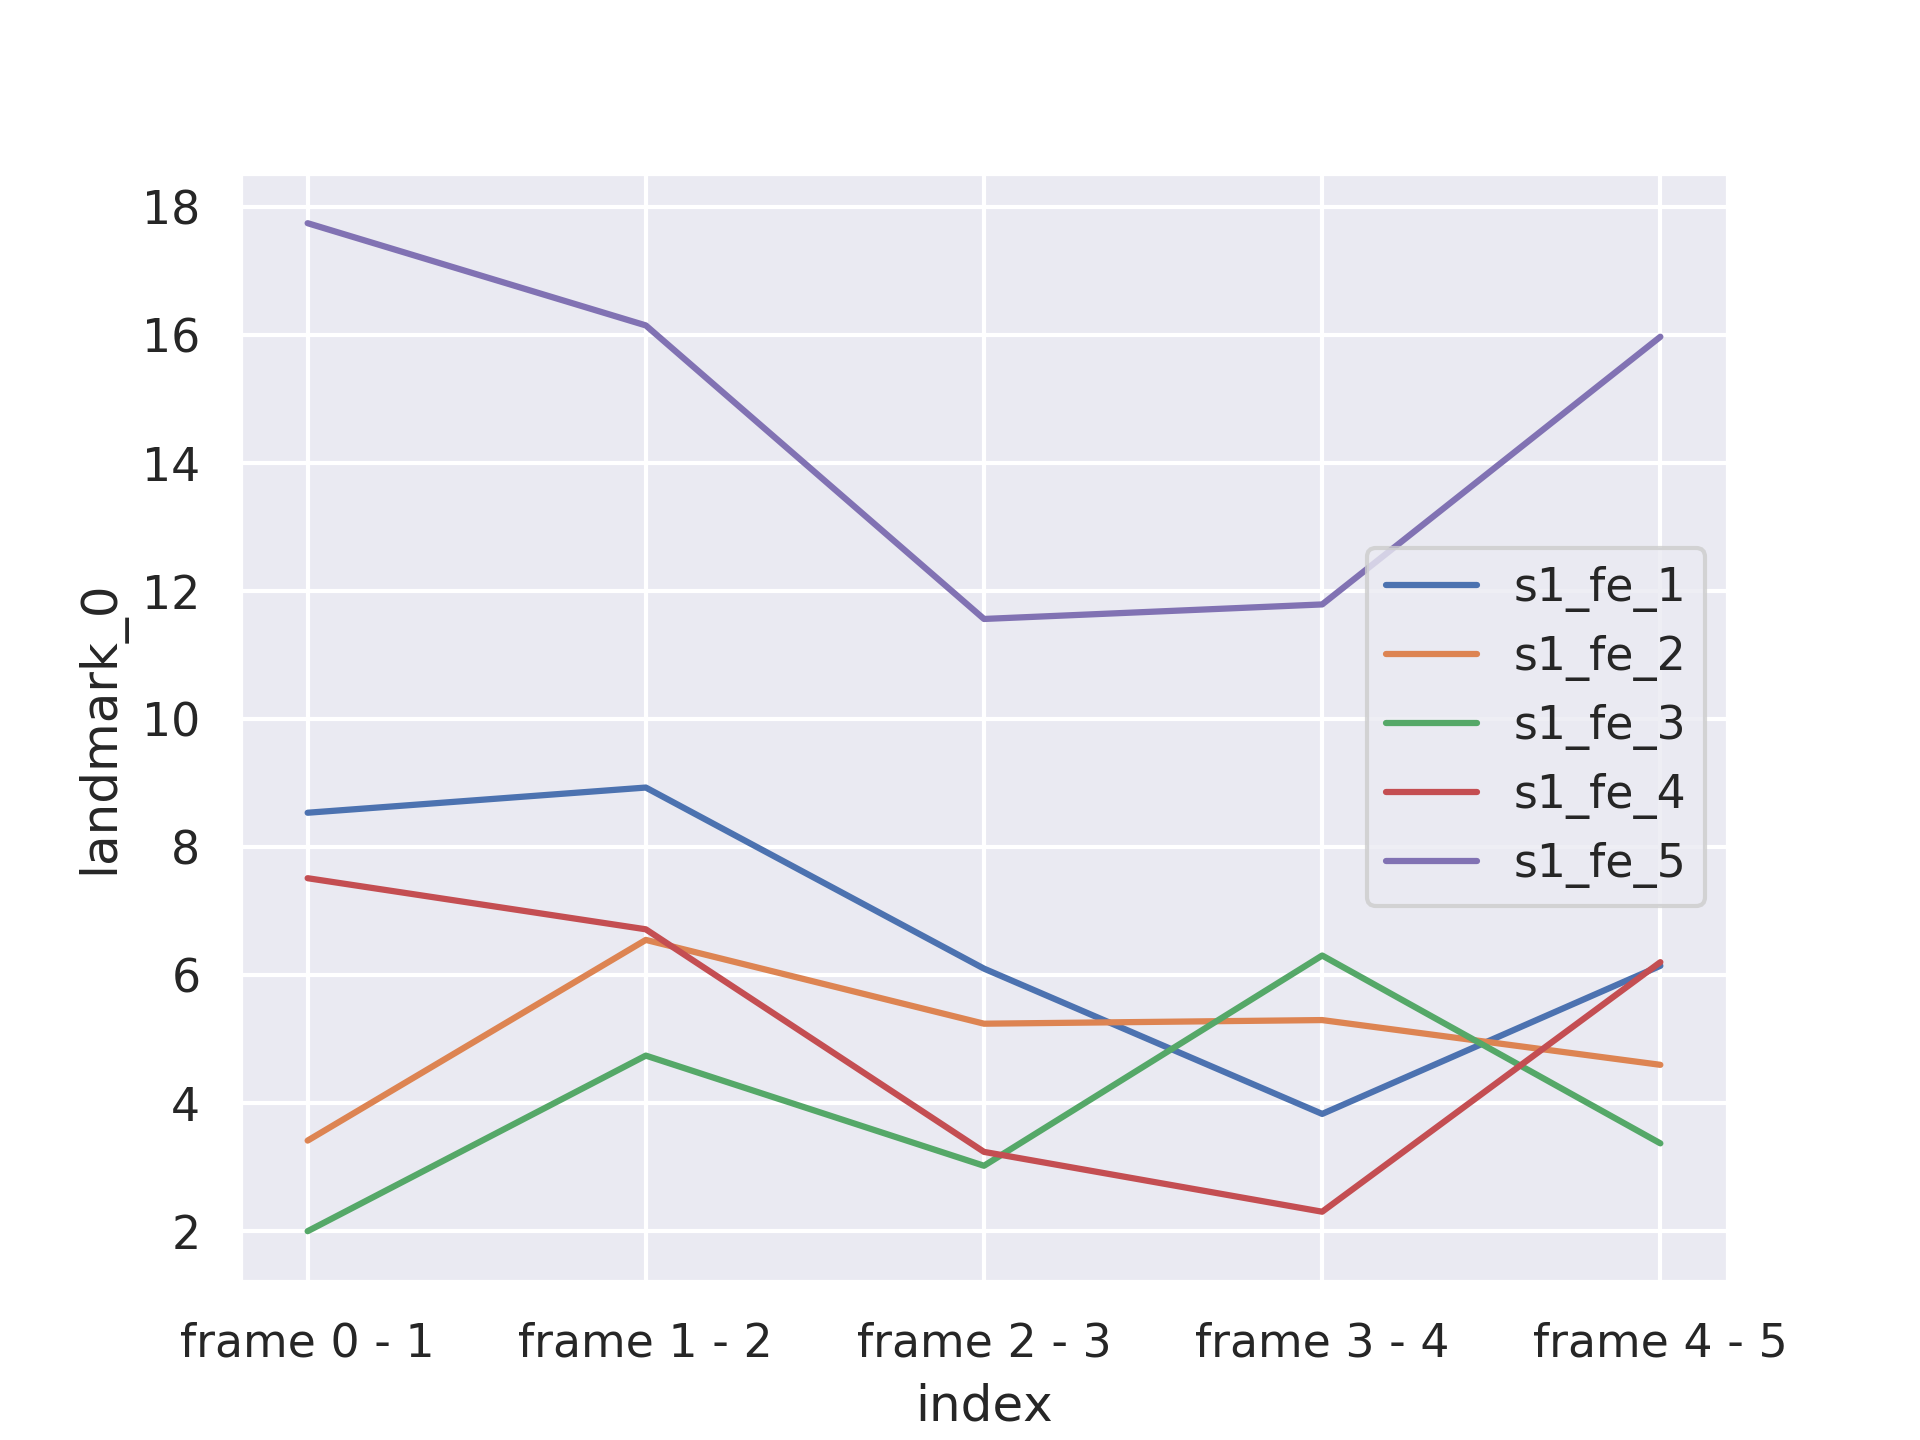 18
16
14
12
10
8
6
4
2
landmark_0
s1_fe_1
s1_fe_2
s1_fe_3
s1_fe_4
s1_fe_5
frame 0 - 1 frame 1 - 2 frame 2 - 3 frame 3 - 4 frame 4 - 5
index